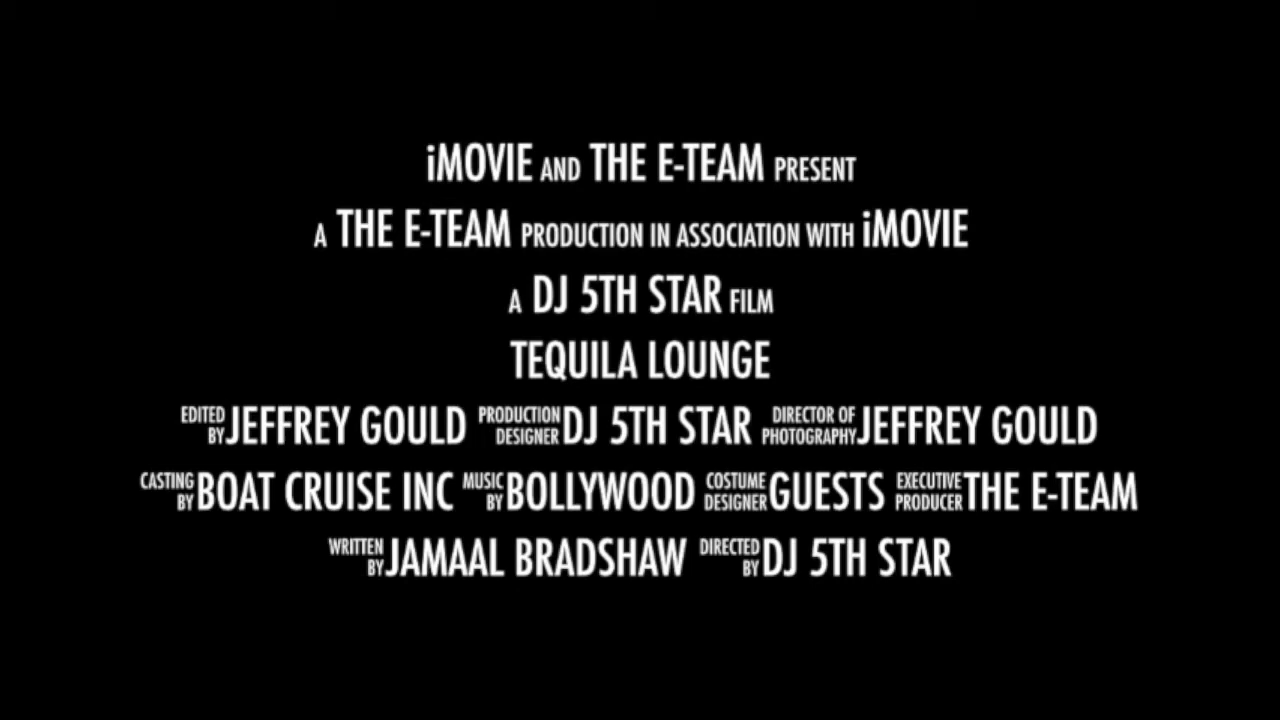 iMOVIE AND THE E-TEAM PRESENT
A THE E-TEAM PRODUCTION IN ASSOCIATION WITH iMOVIE
A DJ 5TH STAR FILM
TEQUILA LOUNGE
EDITED BY JEFFREY GOULD PRODUCTION DESIGNER DJ 5TH STAR DIRECTOR OF PHOTOGRAPHY JEFFREY GOULD
CASTING BY BOAT CRUISE INC MUSIC BY BOLLYWOOD COSTUME DESIGNER GUESTS EXECUTIVE PRODUCER THE E-TEAM
WRITTEN BY JAMAAL BRADSHAW DIRECTED BY DJ 5TH STAR